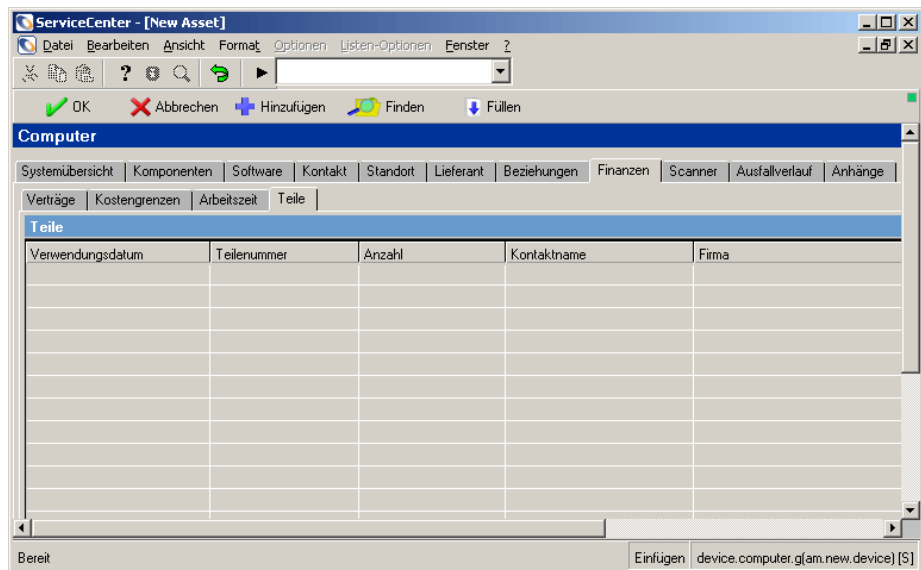 ServiceCenter - [New Asset]
Datei Bearbeiten Ansicht Format Optionen Listen-Optionen Fenster ?
OK Abbrechen Hinzufügen Finden Füllen
Computer
Systemübersicht Komponenten Software Kontakt Standort Lieferant Beziehungen Finanzen Scanner Ausfallverlauf Anhänge
Verträge Kostengrenzen Arbeitszeit Teile
Teile
Verwendungsdatum Teilenummer Anzahl Kontaktname Firma
Bereit Einfügen device.computer.g(am.new.device) [S]